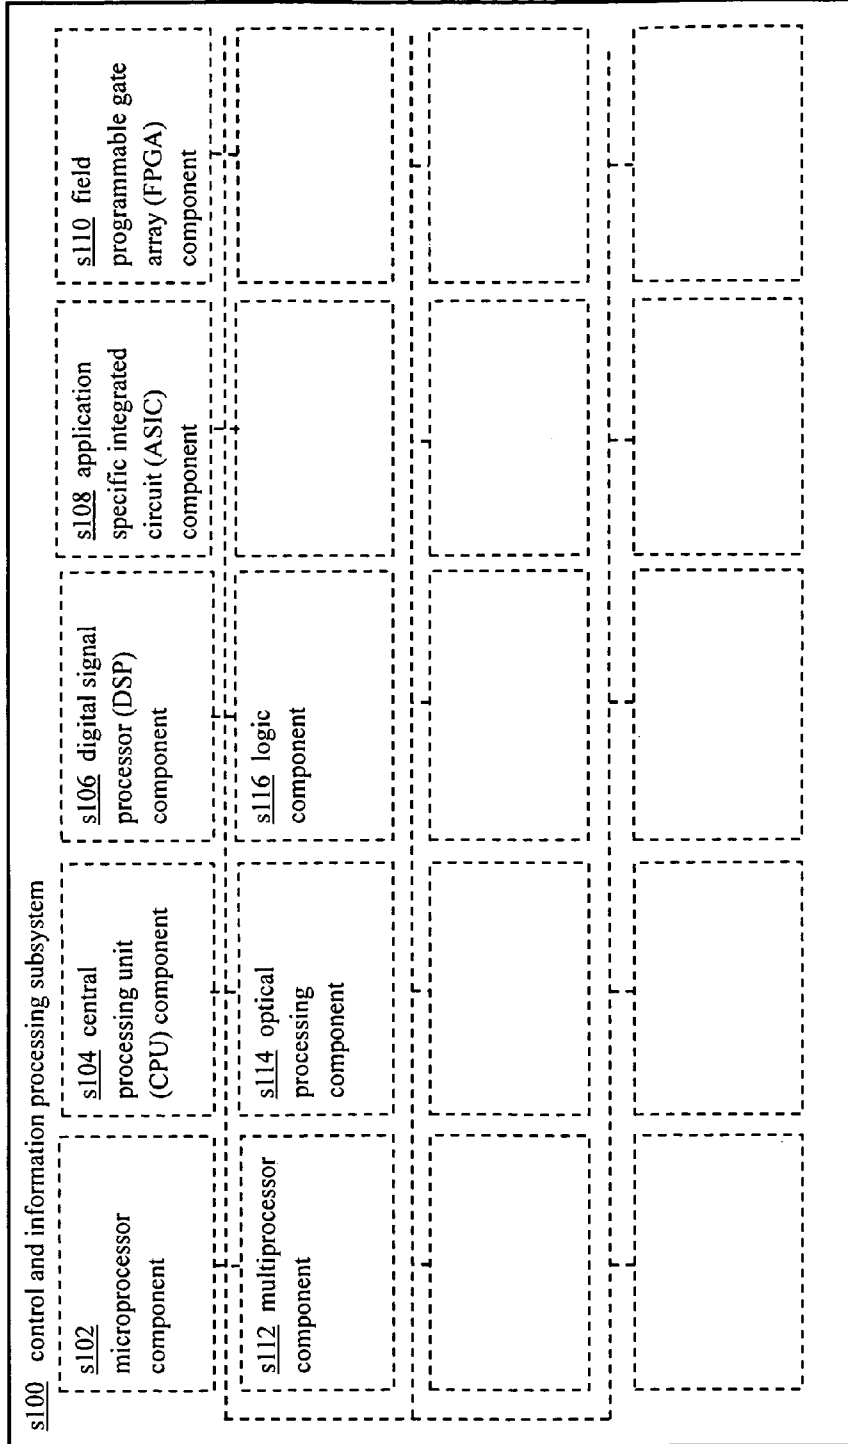 s100 control and information processing subsystem
s102
microprocessor
component
s104 central
processing unit
(CPU) component
s106 digital signal
processor (DSP)
component
s108 application
specific integrated
circuit (ASIC)
component
s110 field
programmable gate
array (FPGA)
component
s112 multiprocessor
component
s114 optical
processing
component
s116 logic
component